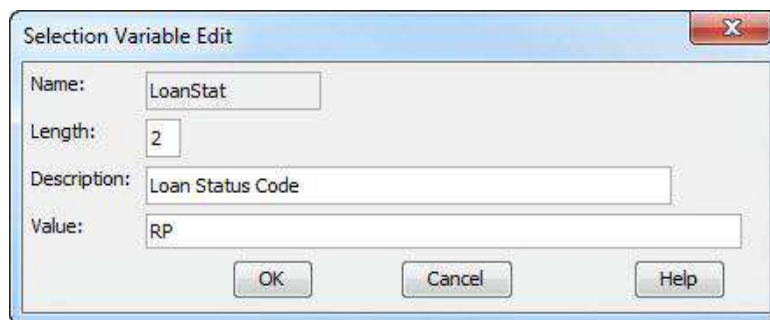 Selection Variable Edit
Name: LoanStat
Length: 2
Description: Loan Status Code
Value: RP
OK Cancel Help